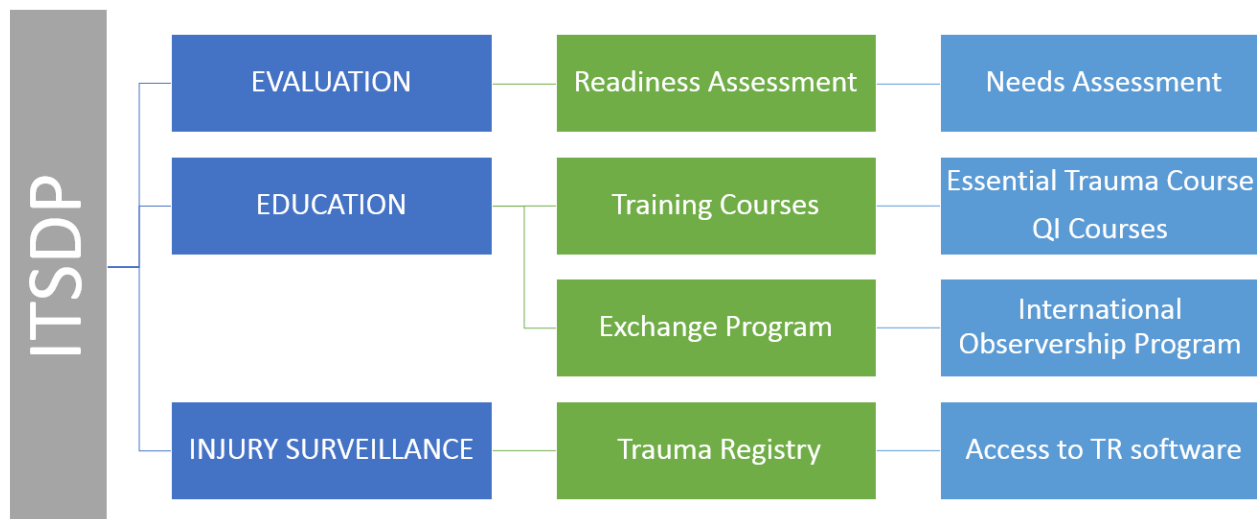 ITSDP
EVALUATION
Readiness Assessment
Needs Assessment
EDUCATION
Training Courses
Essential Trauma Course
QI Courses
Exchange Program
International
Observership Program
INJURY SURVEILLANCE
Trauma Registry
Access to TR software